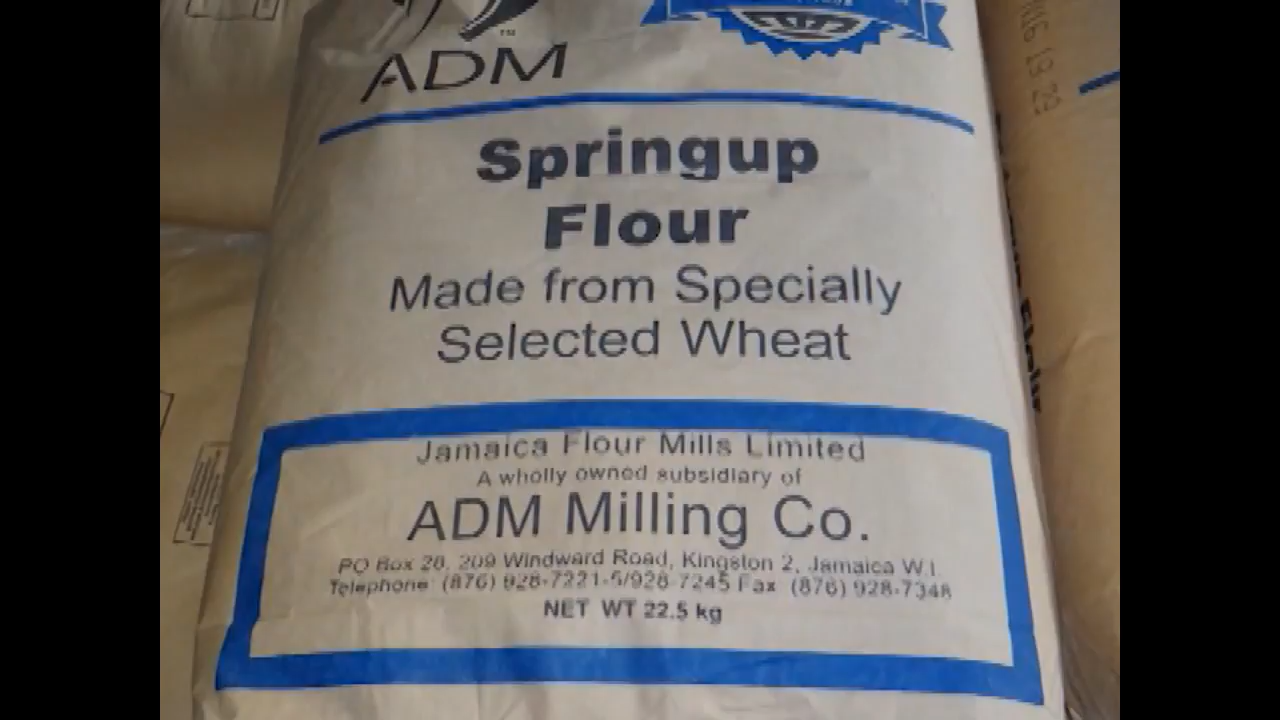 ADM
Springup
Flour
Made from Specially
Selected Wheat
Jamaica Flour Mills Limited
A wholly owned subsidiary of
ADM Milling Co.
PO Box 28, 209 Windward Road, Kingston 2, Jamaica W.I.
Telephone (876) 928-7221-5/928-7245 Fax (876) 928-7348
NET WT 22.5 kg